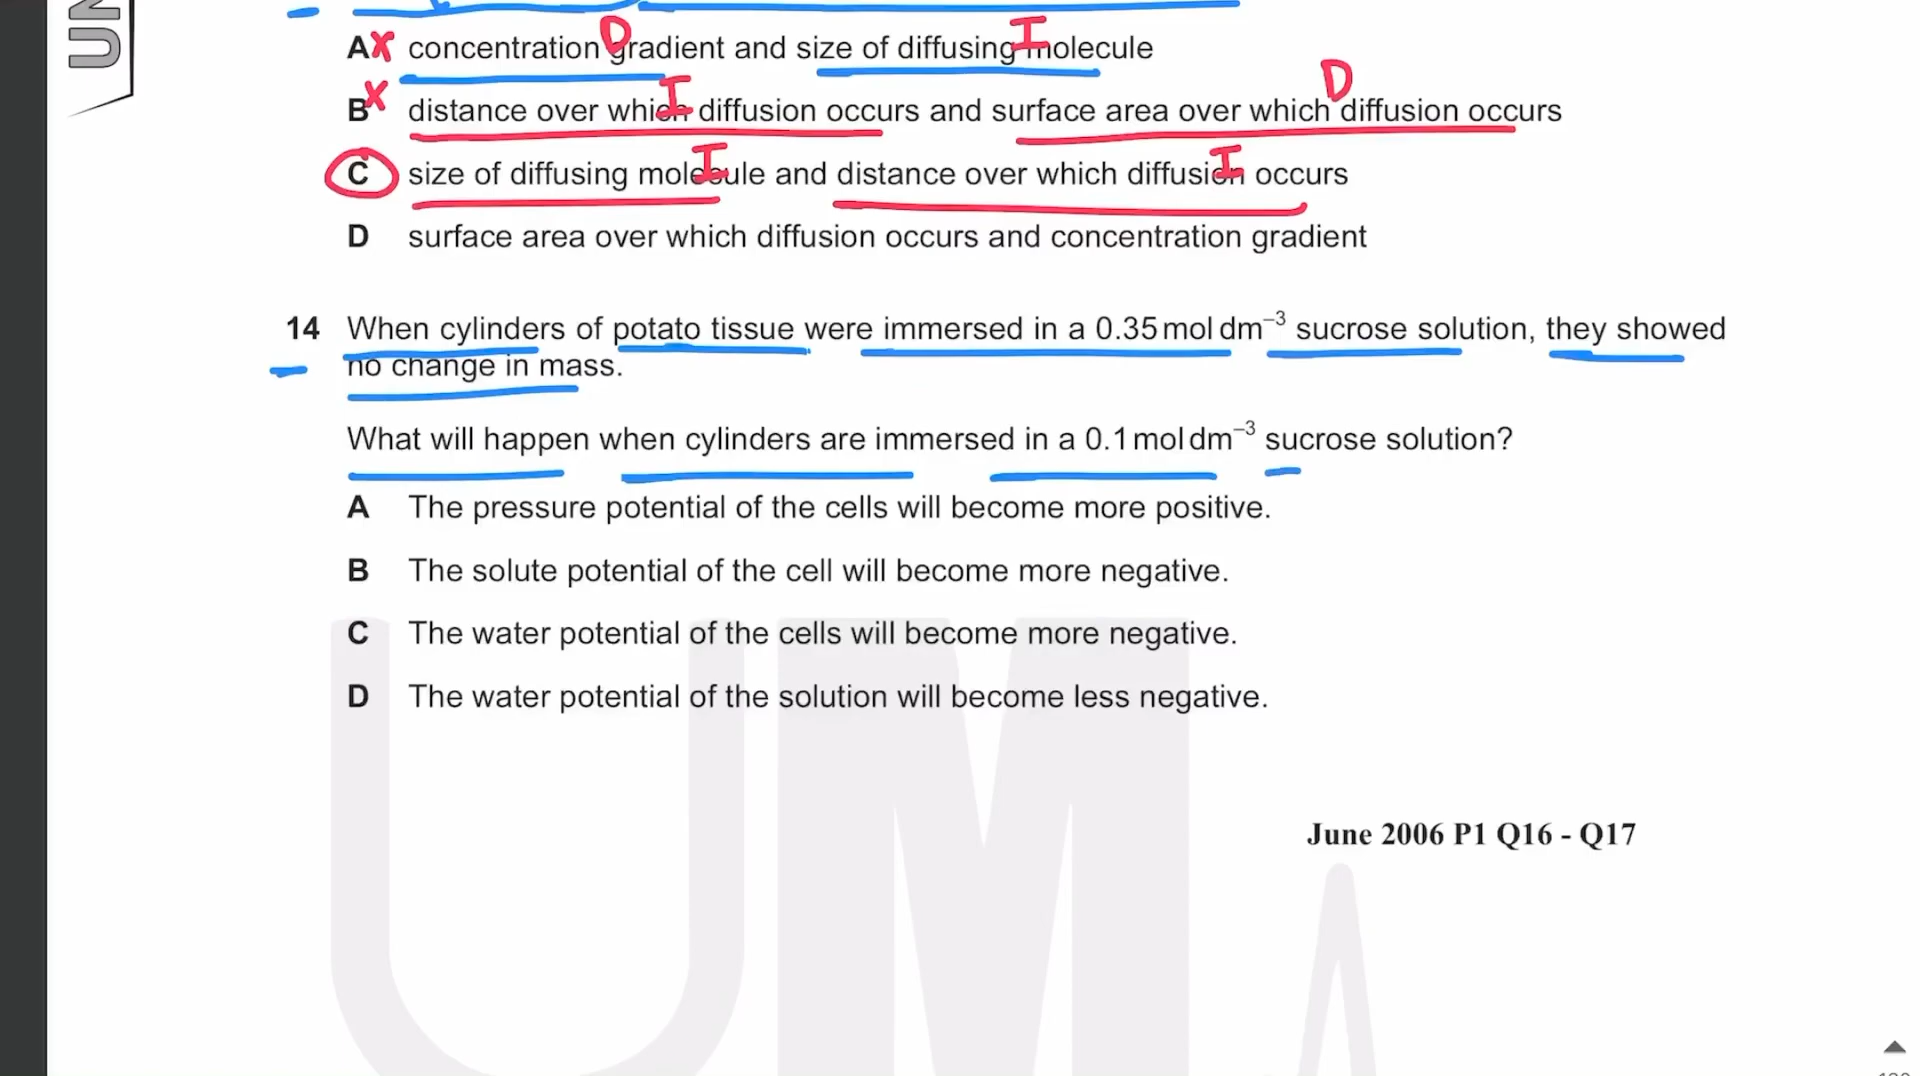 UN
A X concentration gradient and size of diffusing molecule
D I
B X distance over which diffusion occurs and surface area over which diffusion occurs
I D
C size of diffusing molecule and distance over which diffusion occurs
I I
D surface area over which diffusion occurs and concentration gradient
14 When cylinders of potato tissue were immersed in a 0.35 mol dm⁻³ sucrose solution, they showed
no change in mass.
What will happen when cylinders are immersed in a 0.1 mol dm⁻³ sucrose solution?
A The pressure potential of the cells will become more positive.
B The solute potential of the cell will become more negative.
C The water potential of the cells will become more negative.
D The water potential of the solution will become less negative.
June 2006 P1 Q16 - Q17